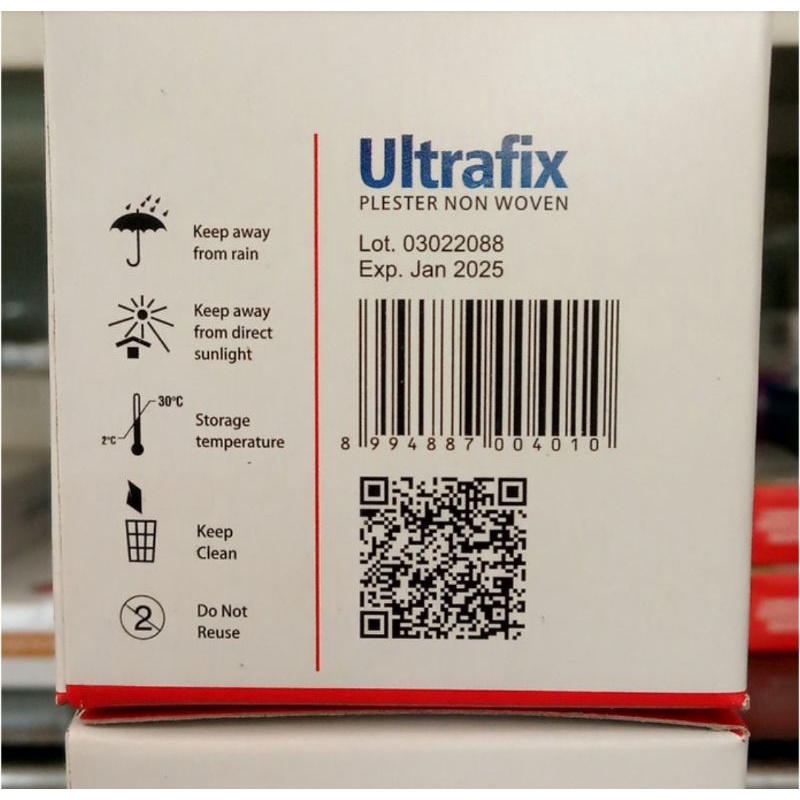 Keep away
from rain
Keep away
from direct
sunlight
30°C
2°C
Storage
temperature
Keep
Clean
2
Do Not
Reuse
Ultrafix
PLESTER NON WOVEN
Lot. 03022088
Exp. Jan 2025
8 994887 004010